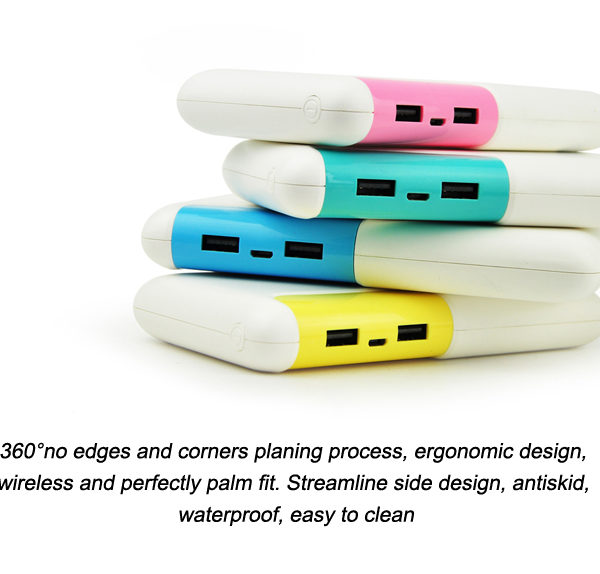 360°no edges and corners planing process, ergonomic design,
wireless and perfectly palm fit. Streamline side design, antiskid,
waterproof, easy to clean